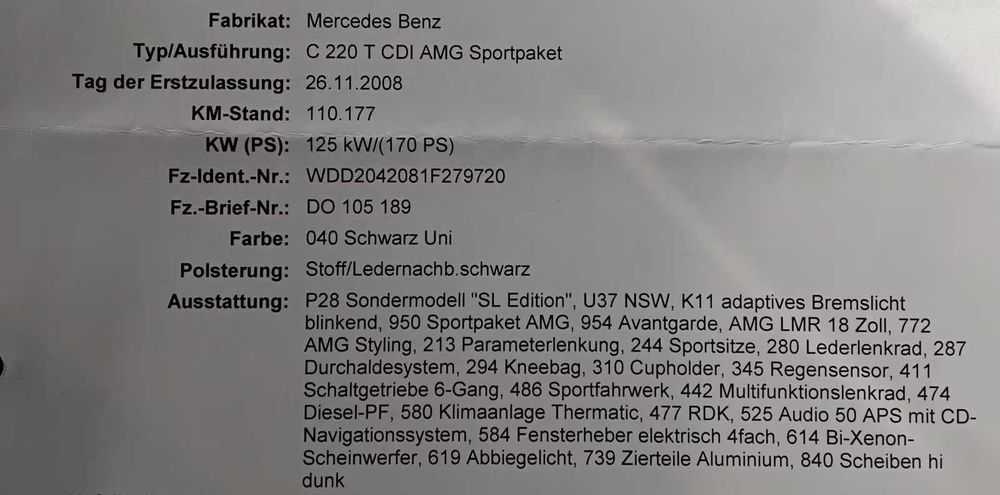 Fabrikat: Mercedes Benz
Typ/Ausführung: C 220 T CDI AMG Sportpaket
Tag der Erstzulassung: 26.11.2008
KM-Stand: 110.177
KW (PS): 125 kW/(170 PS)
Fz-Ident.-Nr.: WDD2042081F279720
Fz.-Brief-Nr.: DO 105 189
Farbe: 040 Schwarz Uni
Polsterung: Stoff/Ledernachb.schwarz
Ausstattung: P28 Sondermodell "SL Edition", U37 NSW, K11 adaptives Bremslicht
blinkend, 950 Sportpaket AMG, 954 Avantgarde, AMG LMR 18 Zoll, 772
AMG Styling, 213 Parameterlenkung, 244 Sportsitze, 280 Lederlenkrad, 287
Durchaldesystem, 294 Kneebag, 310 Cupholder, 345 Regensensor, 411
Schaltgetriebe 6-Gang, 486 Sportfahrwerk, 442 Multifunktionslenkrad, 474
Diesel-PF, 580 Klimaanlage Thermatic, 477 RDK, 525 Audio 50 APS mit CD-
Navigationssystem, 584 Fensterheber elektrisch 4fach, 614 Bi-Xenon-
Scheinwerfer, 619 Abbiegelicht, 739 Zierteile Aluminium, 840 Scheiben hi
dunk